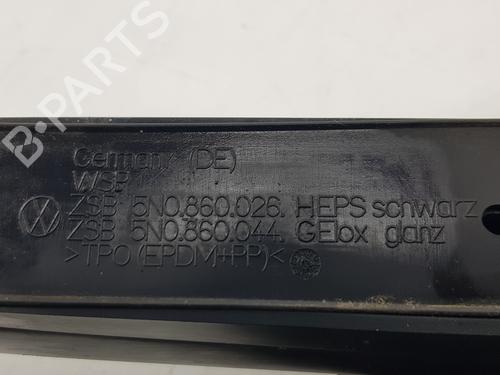 B-PARTS
Germany (DE)
WSP
ZSB 5N0.860.026. HEPS schwarz
ZSB 5N0.860.044. GElox glanz
>TPO(EPDM+PP)<